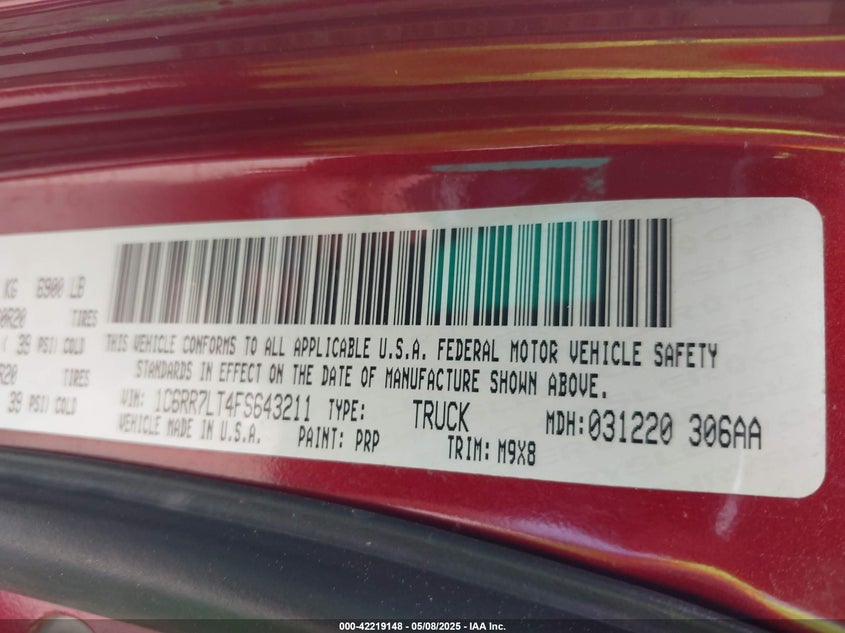 KG 6900 LB
0R20 TIRES
( 39 PSI) COLD
R20 TIRES
39 PSI) COLD
THIS VEHICLE CONFORMS TO ALL APPLICABLE U.S.A. FEDERAL MOTOR VEHICLE SAFETY
STANDARDS IN EFFECT ON THE DATE OF MANUFACTURE SHOWN ABOVE.
VIN: 1C6RR7LT4FS643211 TYPE: TRUCK MDH:031220 306AA
VEHICLE MADE IN U.S.A. PAINT: PRP TRIM: M9X8
000-42219148 - 05/08/2025 - IAA Inc.